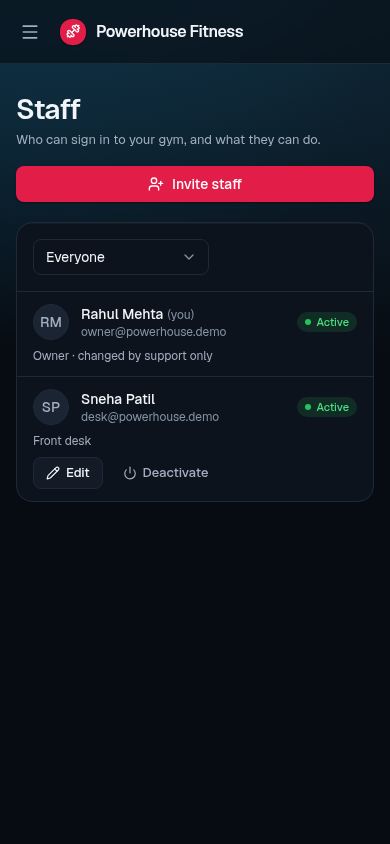 Powerhouse Fitness
Staff
Who can sign in to your gym, and what they can do.
Invite staff
Everyone
RM
Rahul Mehta (you)
owner@powerhouse.demo
Active
Owner · changed by support only
SP
Sneha Patil
desk@powerhouse.demo
Active
Front desk
Edit
Deactivate